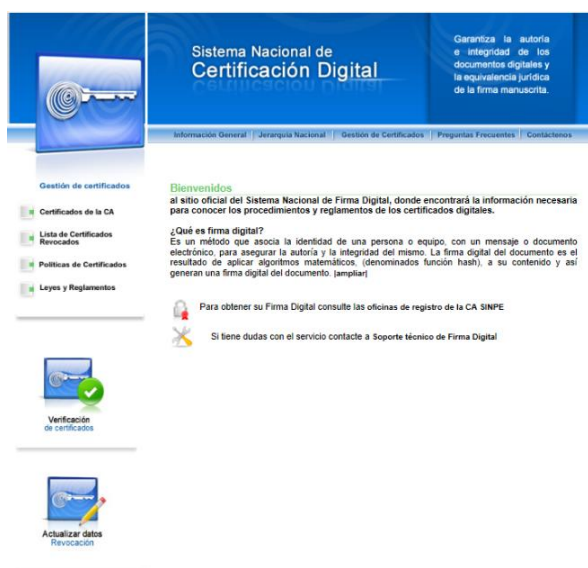 Sistema Nacional de
Certificación Digital
Garantiza la autoría
e integridad de los
documentos digitales y
la equivalencia jurídica
de la firma manuscrita.
Información General | Jerarquía Nacional | Gestión de Certificados | Preguntas Frecuentes | Contáctenos
Gestión de certificados
Certificados de la CA
Lista de Certificados
Revocados
Políticas de Certificados
Leyes y Reglamentos
Verificación
de certificados
Actualizar datos
Revocación
Bienvenidos
al sitio oficial del Sistema Nacional de Firma Digital, donde encontrará la información necesaria
para conocer los procedimientos y reglamentos de los certificados digitales.
¿Qué es firma digital?
Es un método que asocia la identidad de una persona o equipo, con un mensaje o documento
electrónico, para asegurar la autoría y la integridad del mismo. La firma digital del documento es el
resultado de aplicar algoritmos matemáticos, (denominados función hash), a su contenido y así
generan una firma digital del documento. |ampliar|
Para obtener su Firma Digital consulte las oficinas de registro de la CA SINPE
Si tiene dudas con el servicio contacte a Soporte técnico de Firma Digital